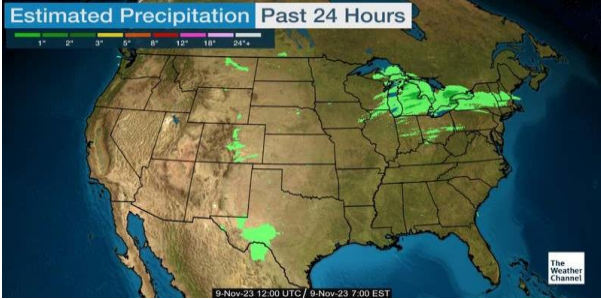 Estimated Precipitation Past 24 Hours
1" 2" 3" 5" 8" 12" 18" 24"+
The
Weather
Channel
9-Nov-23 12:00 UTC / 9-Nov-23 7:00 EST